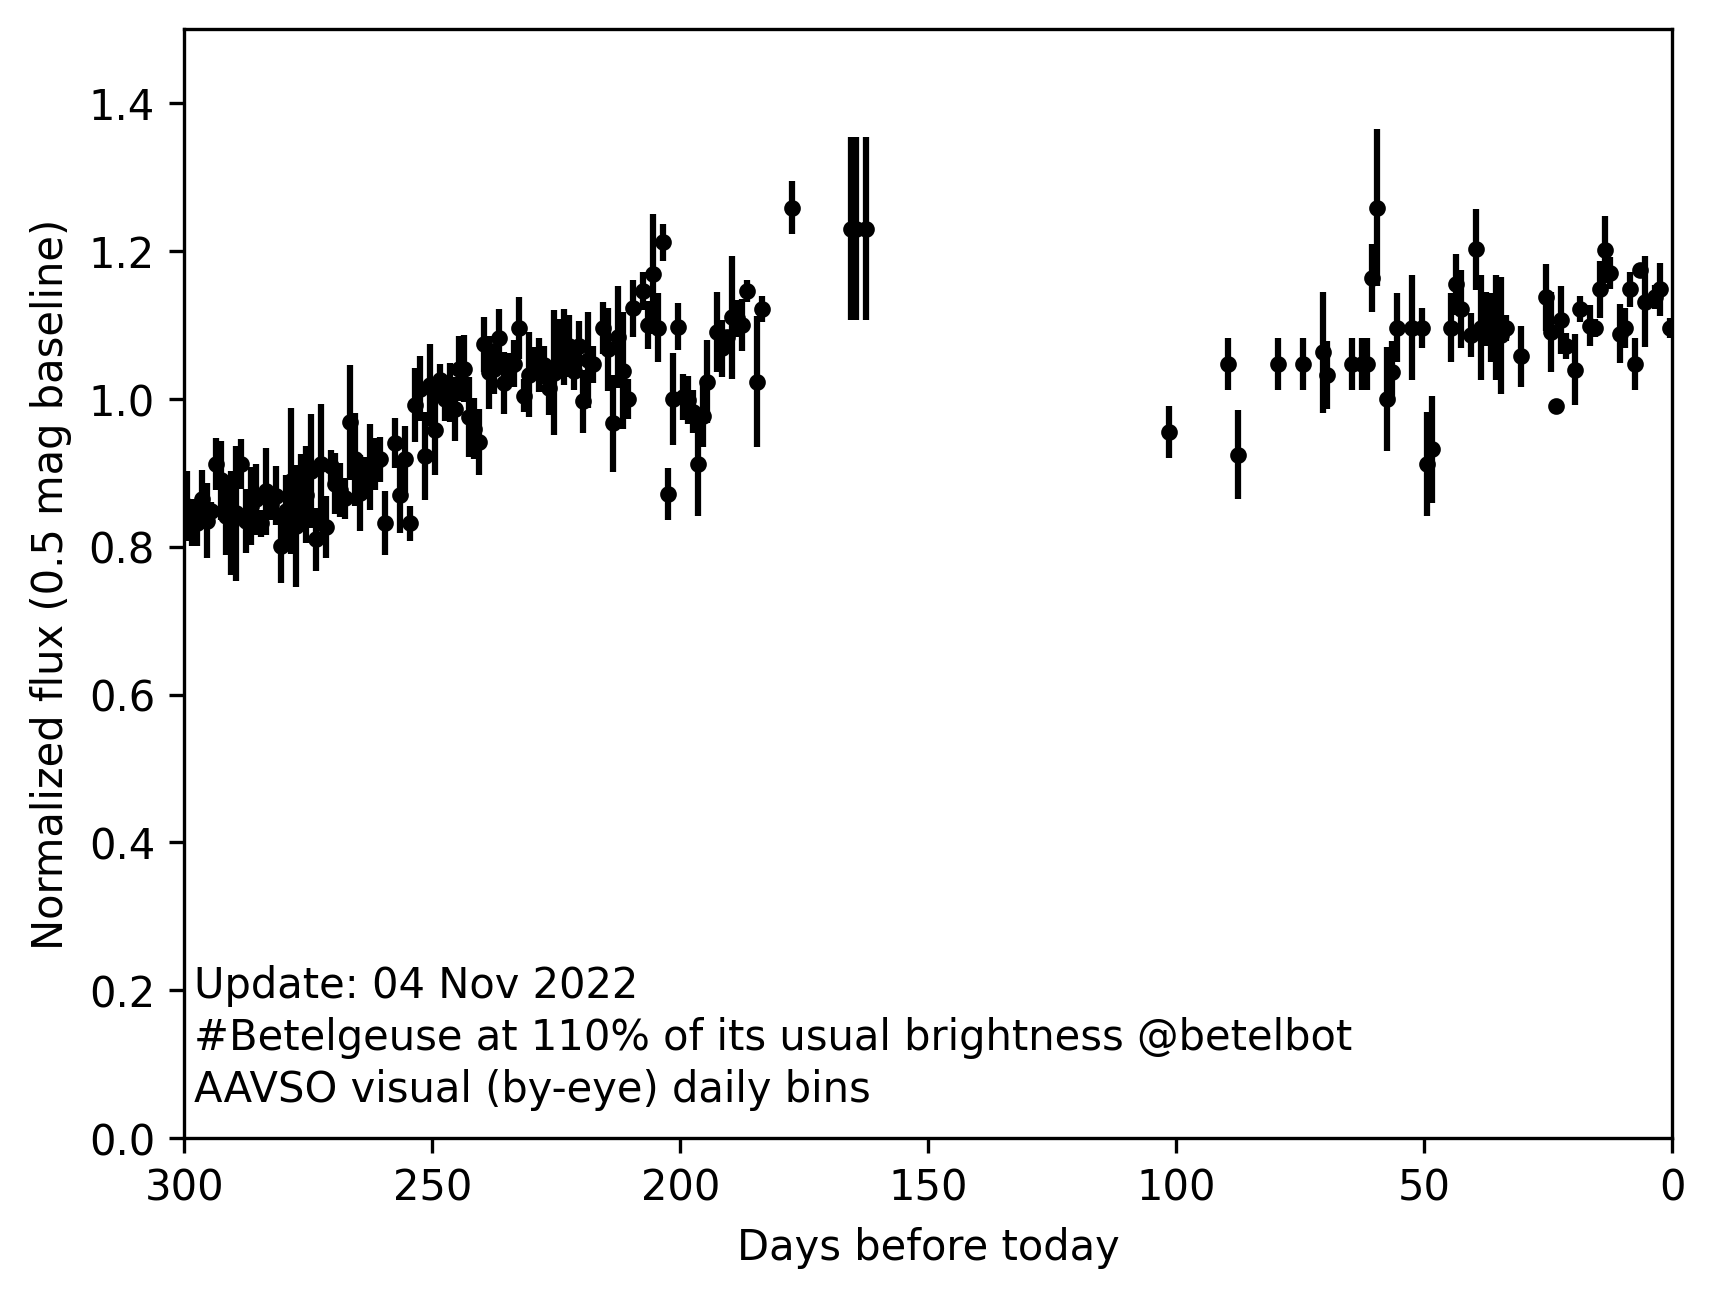 1.4
1.2
1.0
0.8
0.6
0.4
0.2
0.0
Normalized flux (0.5 mag baseline)
Update: 04 Nov 2022
#Betelgeuse at 110% of its usual brightness @betelbot
AAVSO visual (by-eye) daily bins
300 250 200 150 100 50 0
Days before today